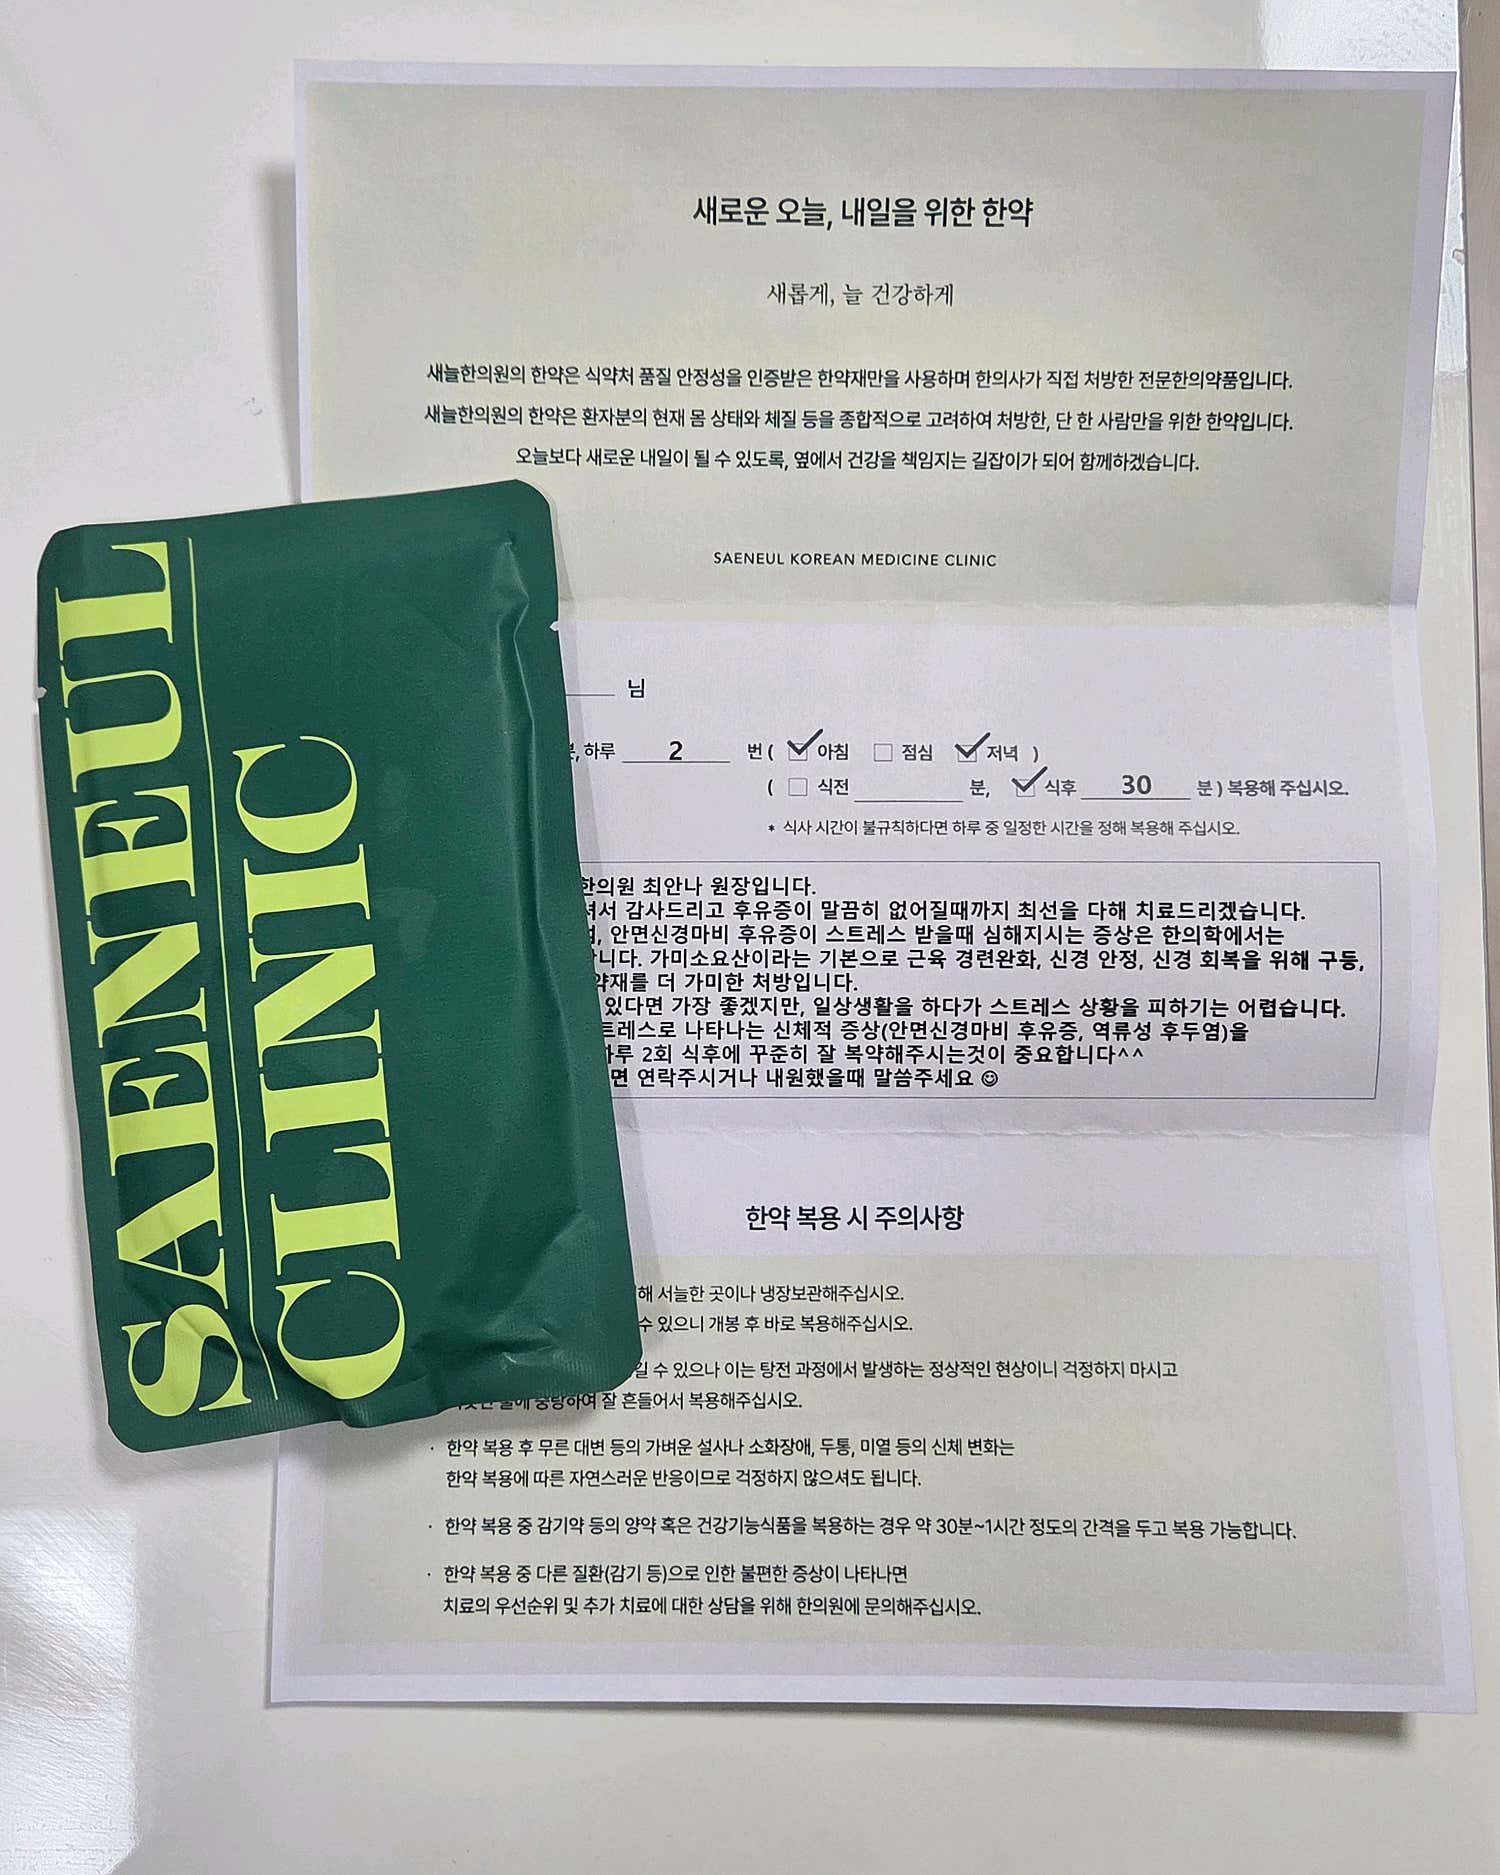 새로운 오늘, 내일을 위한 한약
새롭게, 늘 건강하게
새늘한의원의 한약은 식약처 품질 안정성을 인증받은 한약재만을 사용하며 한의사가 직접 처방한 전문한의약품입니다.
새늘한의원의 한약은 환자분의 현재 몸 상태와 체질 등을 종합적으로 고려하여 처방한, 단 한 사람만을 위한 한약입니다.
오늘보다 새로운 내일이 될 수 있도록, 옆에서 건강을 책임지는 길잡이가 되어 함께하겠습니다.
SAENEUL KOREAN MEDICINE CLINIC
SAENEUL
CLINIC
님
하루 2 번 ( 아침 점심 저녁 )
( 식전 분, 식후 30 분 ) 복용해 주십시오.
* 식사 시간이 불규칙하다면 하루 중 일정한 시간을 정해 복용해 주십시오.
한의원 최안나 원장입니다.
셔서 감사드리고 후유증이 말끔히 없어질때까지 최선을 다해 치료드리겠습니다.
안면신경마비 후유증이 스트레스 받을때 심해지시는 증상은 한의학에서는
니다. 가미소요산이라는 기본으로 근육 경련완화, 신경 안정, 신경 회복을 위해 구등,
약재를 더 가미한 처방입니다.
있다면 가장 좋겠지만, 일상생활을 하다가 스트레스 상황을 피하기는 어렵습니다.
트레스로 나타나는 신체적 증상(안면신경마비 후유증, 역류성 후두염)을
하루 2회 식후에 꾸준히 잘 복약해주시는것이 중요합니다^^
면 연락주시거나 내원했을때 말씀주세요 ☺
한약 복용 시 주의사항
해 서늘한 곳이나 냉장보관해주십시오.
수 있으니 개봉 후 바로 복용해주십시오.
길 수 있으나 이는 탕전 과정에서 발생하는 정상적인 현상이니 걱정하지 마시고
물에 중탕하여 잘 흔들어서 복용해주십시오.
· 한약 복용 후 무른 대변 등의 가벼운 설사나 소화장애, 두통, 미열 등의 신체 변화는
한약 복용에 따른 자연스러운 반응이므로 걱정하지 않으셔도 됩니다.
· 한약 복용 중 감기약 등의 양약 혹은 건강기능식품을 복용하는 경우 약 30분~1시간 정도의 간격을 두고 복용 가능합니다.
· 한약 복용 중 다른 질환(감기 등)으로 인한 불편한 증상이 나타나면
치료의 우선순위 및 추가 치료에 대한 상담을 위해 한의원에 문의해주십시오.